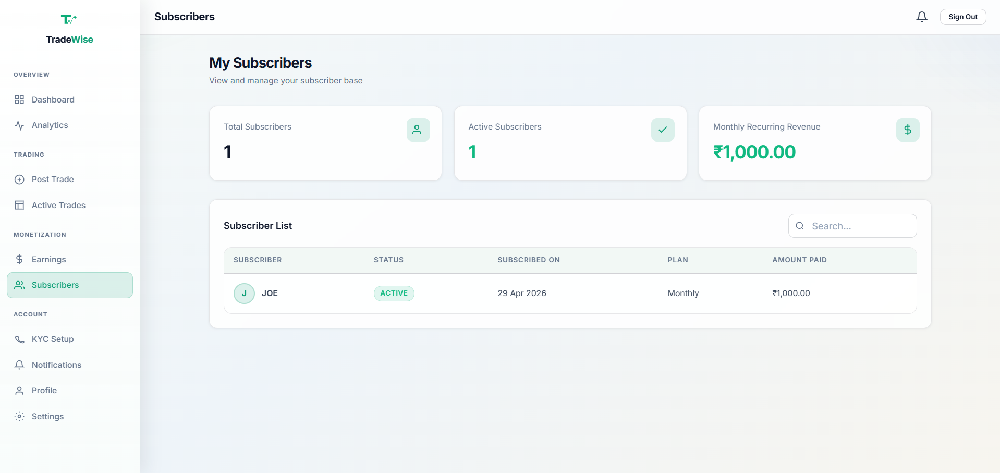 TradeWise
Subscribers
Sign Out
OVERVIEW
Dashboard
Analytics
TRADING
Post Trade
Active Trades
MONETIZATION
Earnings
Subscribers
ACCOUNT
KYC Setup
Notifications
Profile
Settings
My Subscribers
View and manage your subscriber base
Total Subscribers
1
Active Subscribers
1
Monthly Recurring Revenue
₹1,000.00
Subscriber List
Search...
SUBSCRIBER STATUS SUBSCRIBED ON PLAN AMOUNT PAID
J JOE ACTIVE 29 Apr 2026 Monthly ₹1,000.00